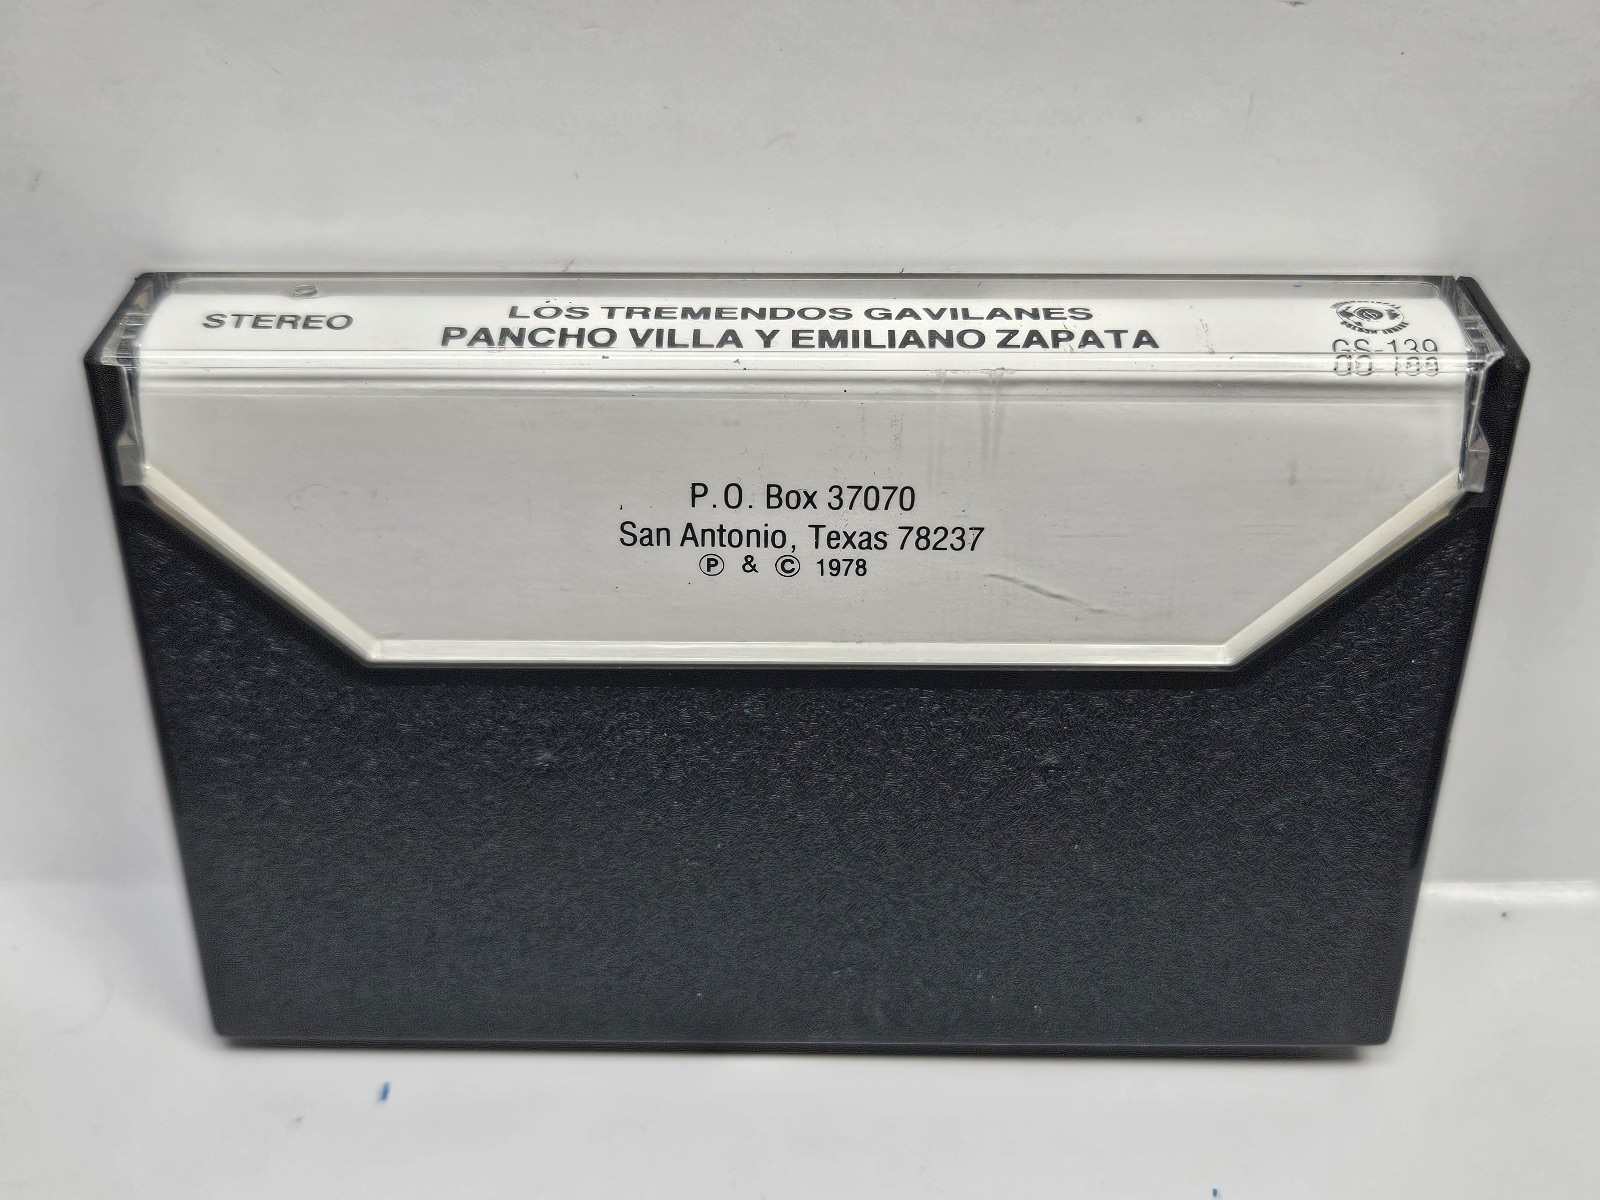 STEREO
LOS TREMENDOS GAVILANES
PANCHO VILLA Y EMILIANO ZAPATA
GS-139
P.O. Box 37070
San Antonio, Texas 78237
Ⓟ & © 1978